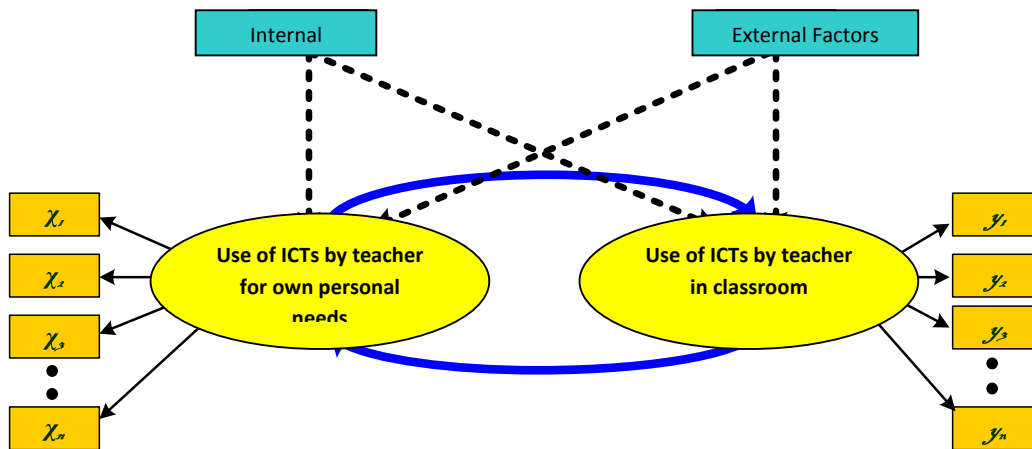 Internal
External Factors
Use of ICTs by teacher
for own personal
needs
Use of ICTs by teacher
in classroom
χ₁
χ₂
χ₃
χₙ
y₁
y₂
y₃
yₙ